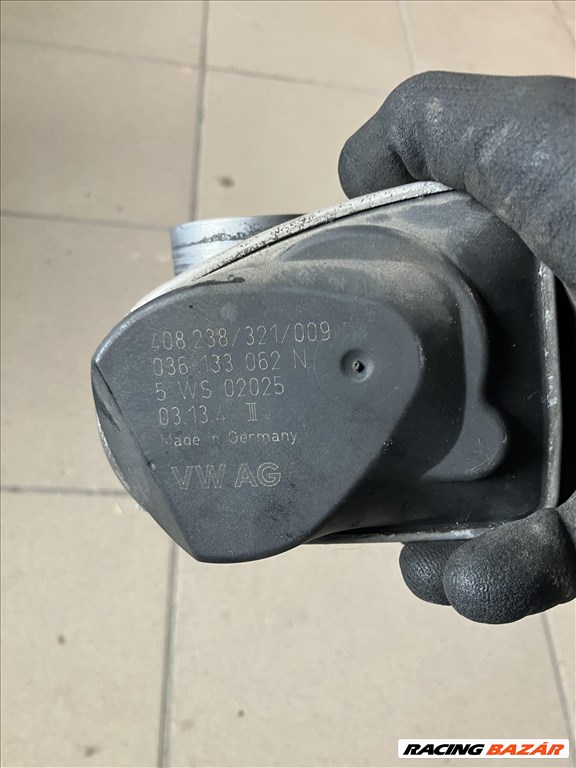 408.238/321/009
036 133 062 N
5 WS 02025
03.13.4 III
Made in Germany
VW AG
RACING BAZÁR